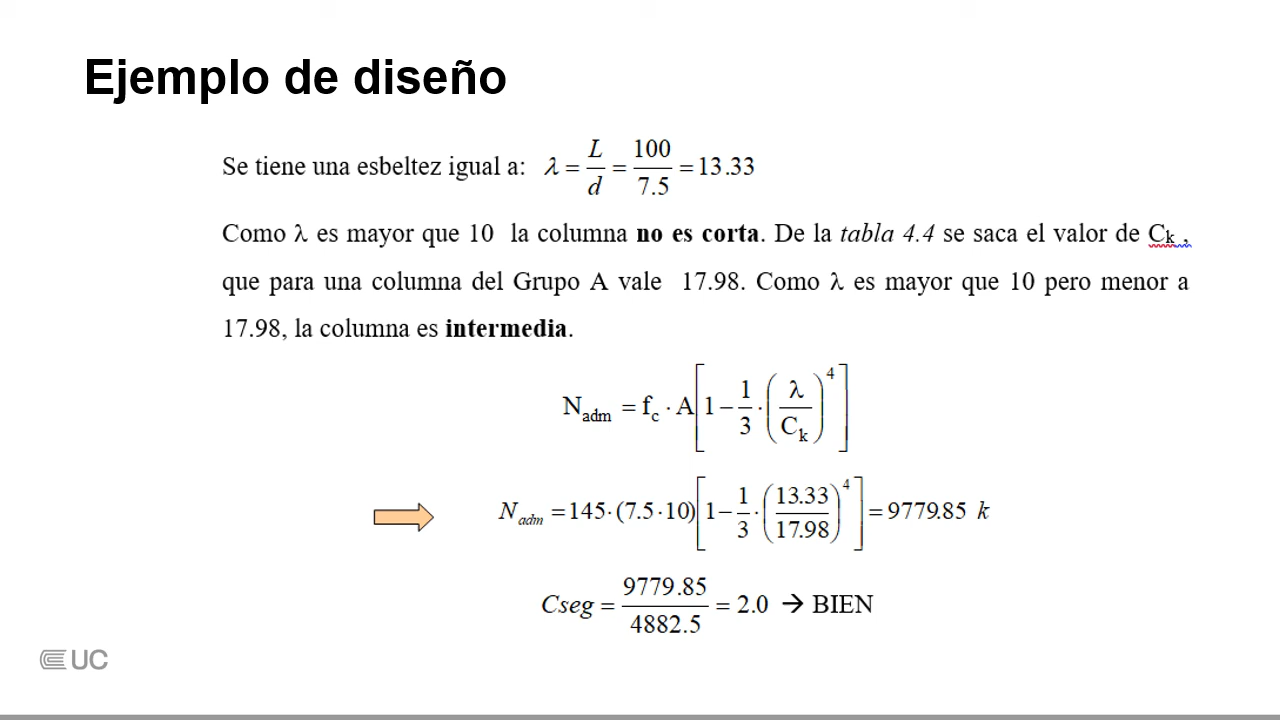 Ejemplo de diseño
Se tiene una esbeltez igual a: λ = L/d = 100/7.5 = 13.33
Como λ es mayor que 10 la columna no es corta. De la tabla 4.4 se saca el valor de Ck ,
que para una columna del Grupo A vale 17.98. Como λ es mayor que 10 pero menor a
17.98, la columna es intermedia.
N_adm = f_c · A[1 − 1/3 · (λ/C_k)^4]
N_adm = 145·(7.5·10)[1 − 1/3 · (13.33/17.98)^4] = 9779.85 k
Cseg = 9779.85/4882.5 = 2.0 → BIEN
UC